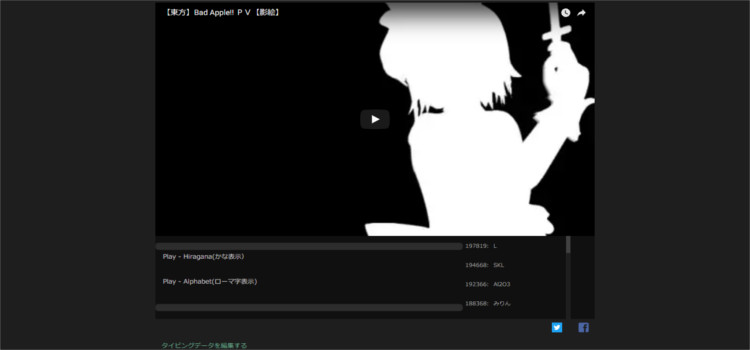 【東方】Bad Apple!! ＰＶ【影絵】
197819: L
Play - Hiragana(かな表示)
194668: SKL
Play - Alphabet(ローマ字表示)
192366: Al2O3
188368: みりん
タイピングデータを編集する